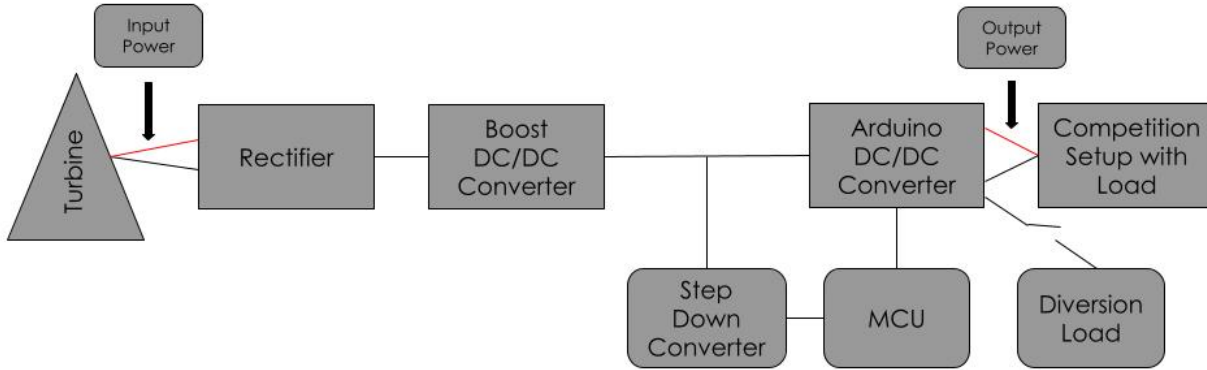 Input
Power
Output
Power
Turbine
Rectifier
Boost
DC/DC
Converter
Arduino
DC/DC
Converter
Competition
Setup with
Load
Step
Down
Converter
MCU
Diversion
Load